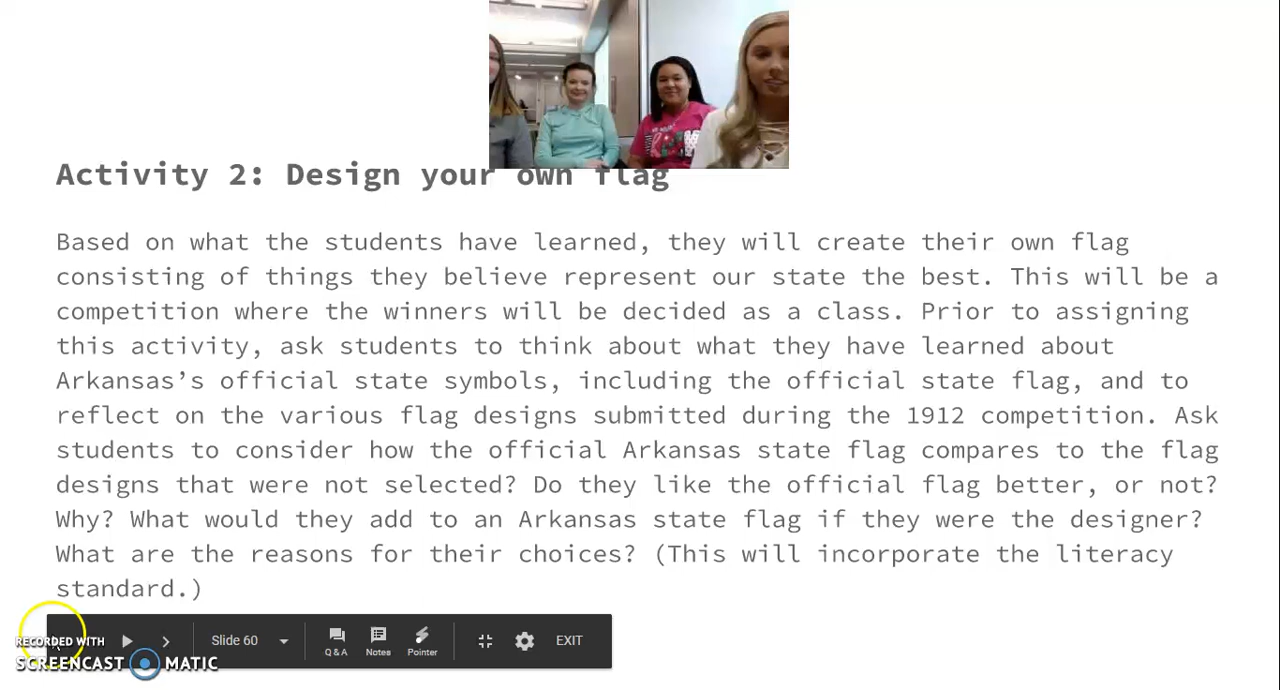 Activity 2: Design your own flag
Based on what the students have learned, they will create their own flag
consisting of things they believe represent our state the best. This will be a
competition where the winners will be decided as a class. Prior to assigning
this activity, ask students to think about what they have learned about
Arkansas’s official state symbols, including the official state flag, and to
reflect on the various flag designs submitted during the 1912 competition. Ask
students to consider how the official Arkansas state flag compares to the flag
designs that were not selected? Do they like the official flag better, or not?
Why? What would they add to an Arkansas state flag if they were the designer?
What are the reasons for their choices? (This will incorporate the literacy
standard.)
Slide 60
Q&A
Notes
Pointer
EXIT
RECORDED WITH
SCREENCAST MATIC